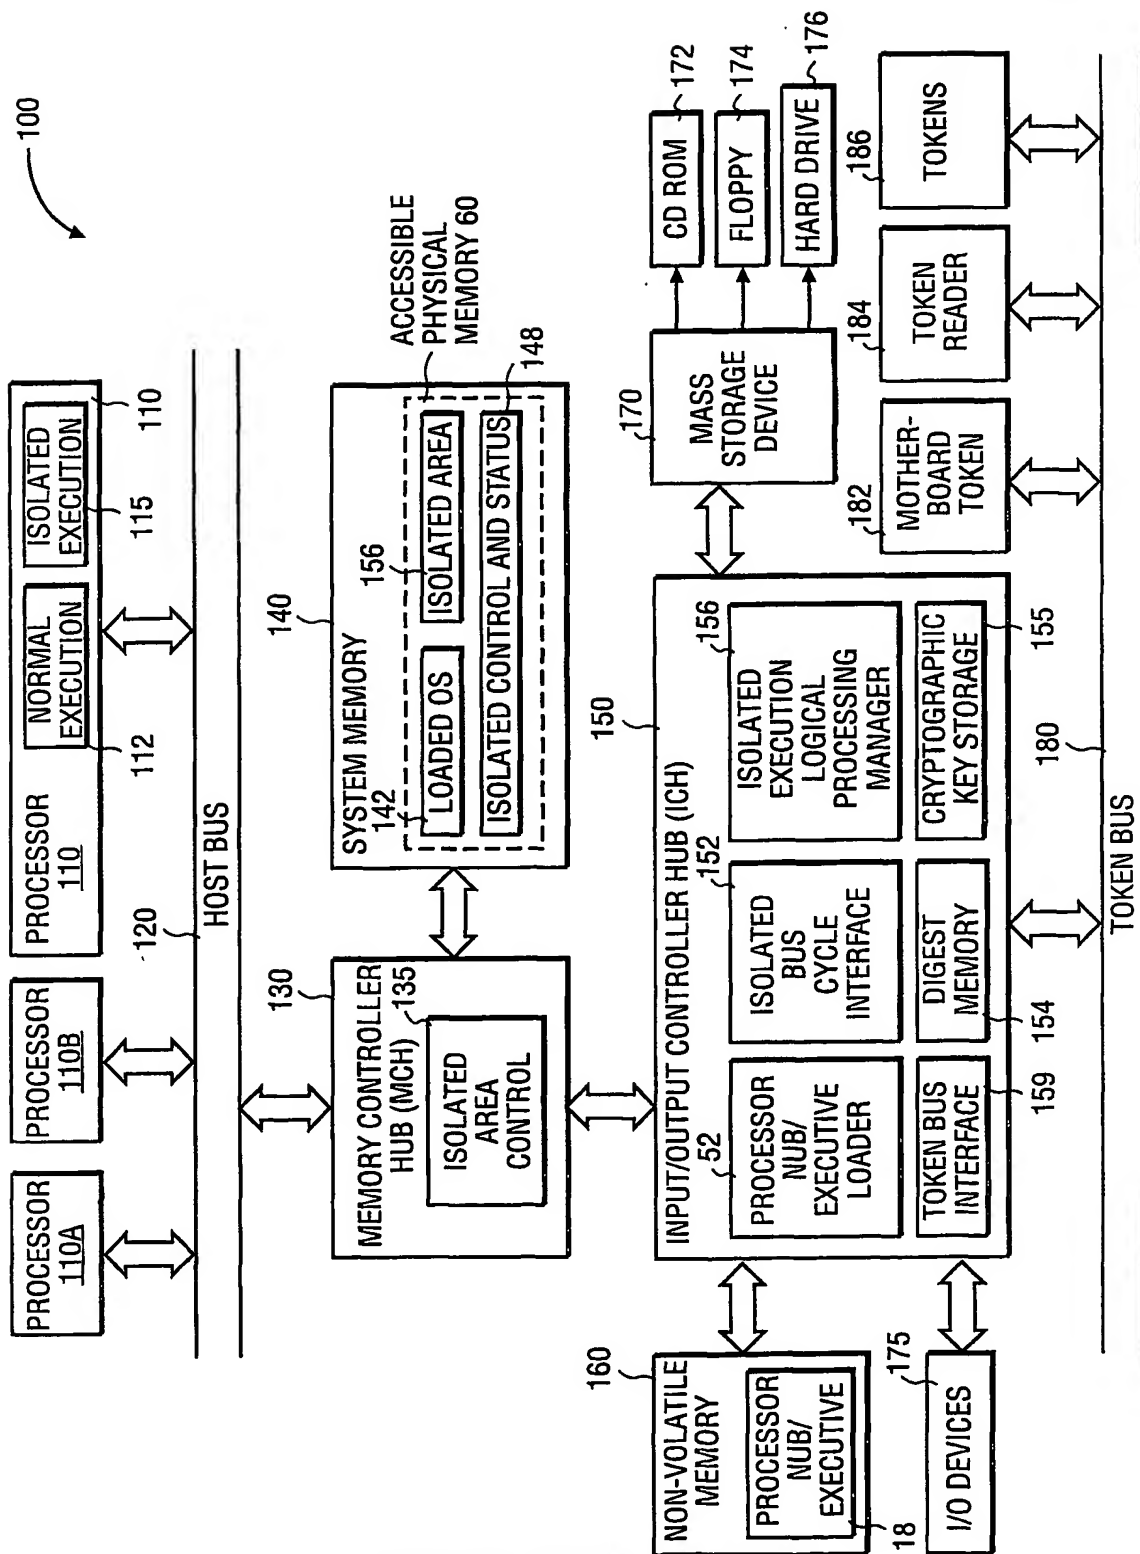 100
PROCESSOR
110A
PROCESSOR
110B
PROCESSOR
110
NORMAL
EXECUTION
112
ISOLATED
EXECUTION
115
110
120
HOST BUS
130
MEMORY CONTROLLER
HUB (MCH)
135
ISOLATED
AREA
CONTROL
140
SYSTEM MEMORY
142
LOADED OS
156
ISOLATED AREA
ISOLATED CONTROL AND STATUS
148
ACCESSIBLE
PHYSICAL
MEMORY 60
150
INPUT/OUTPUT CONTROLLER HUB (ICH)
52
PROCESSOR
NUB/
EXECUTIVE
LOADER
152
ISOLATED
BUS
CYCLE
INTERFACE
156
ISOLATED
EXECUTION
LOGICAL
PROCESSING
MANAGER
TOKEN BUS
INTERFACE
159
DIGEST
MEMORY
154
CRYPTOGRAPHIC
KEY STORAGE
155
160
NON-VOLATILE
MEMORY
PROCESSOR
NUB/
EXECUTIVE
18
175
I/O DEVICES
170
MASS
STORAGE
DEVICE
CD ROM
172
FLOPPY
174
HARD DRIVE
176
182
MOTHER-
BOARD
TOKEN
184
TOKEN
READER
186
TOKENS
180
TOKEN BUS